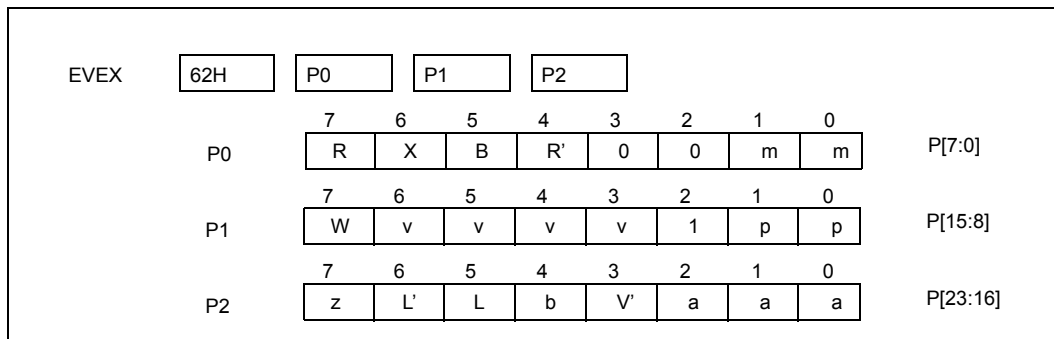 EVEX 62H P0 P1 P2
7 6 5 4 3 2 1 0
P0 R X B R’ 0 0 m m P[7:0]
7 6 5 4 3 2 1 0
P1 W v v v v 1 p p P[15:8]
7 6 5 4 3 2 1 0
P2 z L’ L b V’ a a a P[23:16]